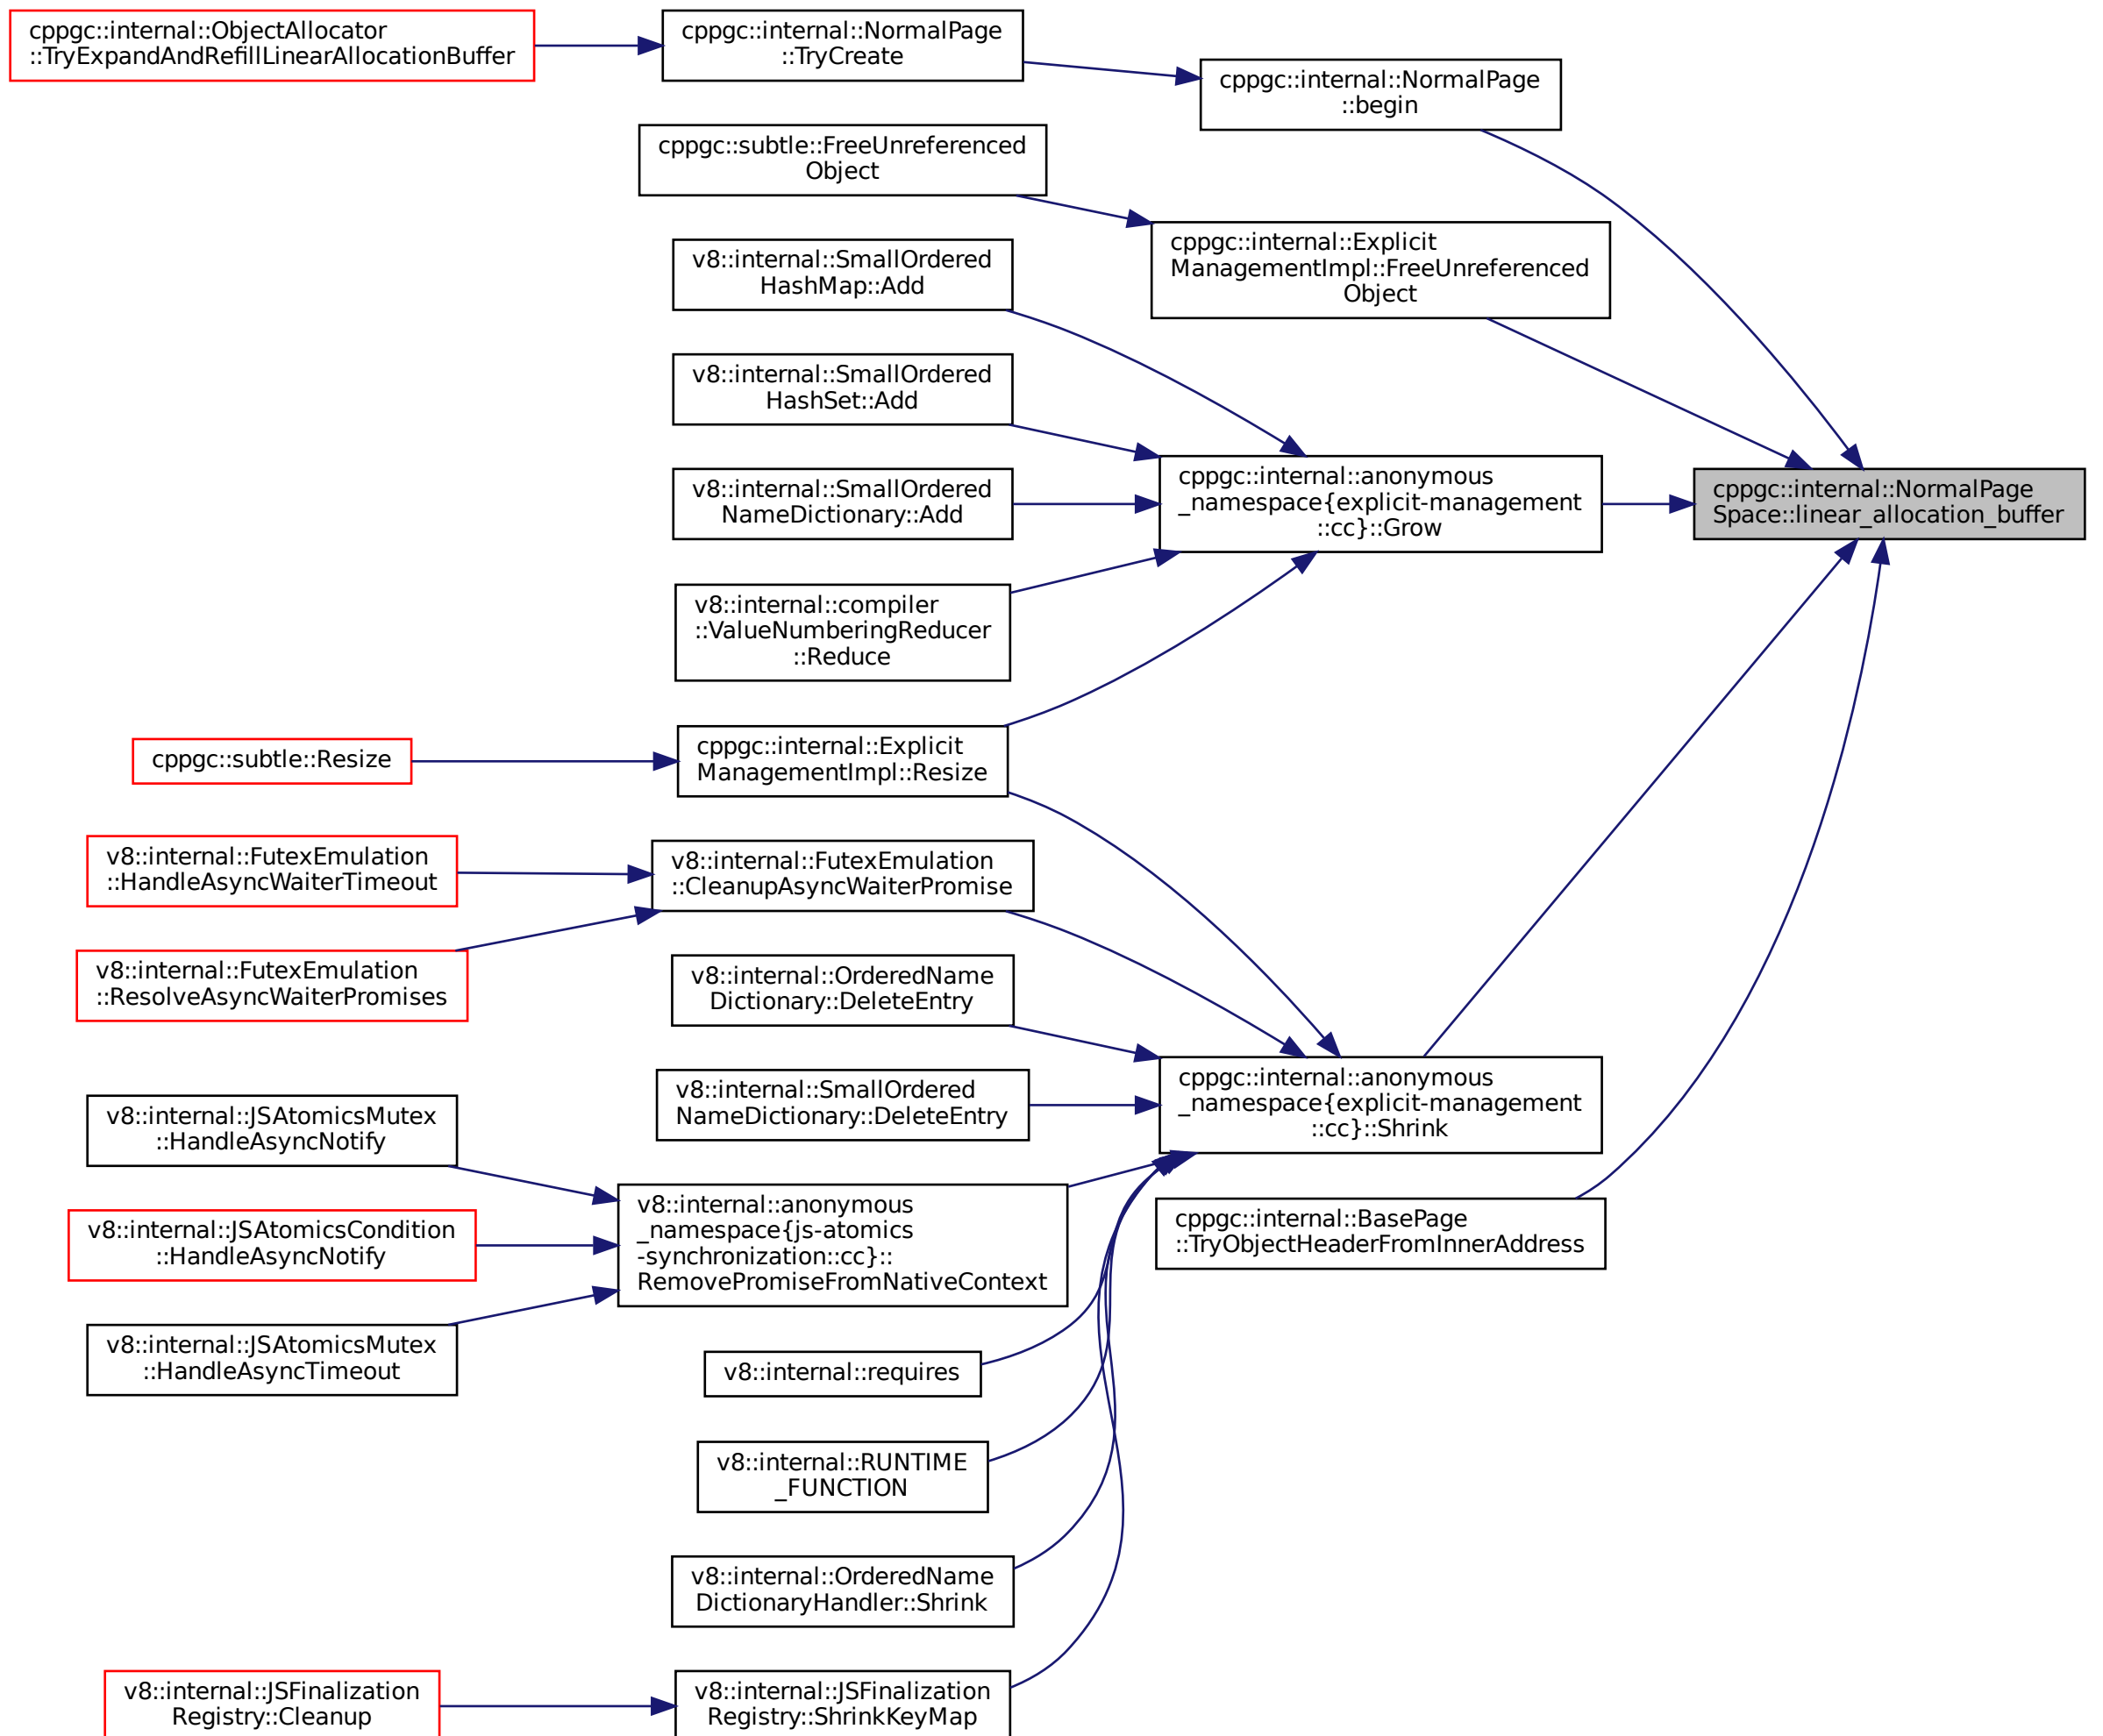 cppgc::internal::ObjectAllocator
::TryExpandAndRefillLinearAllocationBuffer
cppgc::internal::NormalPage
::TryCreate
cppgc::internal::NormalPage
::begin
cppgc::subtle::FreeUnreferenced
Object
cppgc::internal::Explicit
ManagementImpl::FreeUnreferenced
Object
v8::internal::SmallOrdered
HashMap::Add
v8::internal::SmallOrdered
HashSet::Add
v8::internal::SmallOrdered
NameDictionary::Add
cppgc::internal::anonymous
_namespace{explicit-management
::cc}::Grow
cppgc::internal::NormalPage
Space::linear_allocation_buffer
v8::internal::compiler
::ValueNumberingReducer
::Reduce
cppgc::subtle::Resize
cppgc::internal::Explicit
ManagementImpl::Resize
v8::internal::FutexEmulation
::HandleAsyncWaiterTimeout
v8::internal::FutexEmulation
::CleanupAsyncWaiterPromise
v8::internal::FutexEmulation
::ResolveAsyncWaiterPromises
v8::internal::OrderedName
Dictionary::DeleteEntry
v8::internal::SmallOrdered
NameDictionary::DeleteEntry
cppgc::internal::anonymous
_namespace{explicit-management
::cc}::Shrink
v8::internal::JSAtomicsMutex
::HandleAsyncNotify
v8::internal::JSAtomicsCondition
::HandleAsyncNotify
v8::internal::JSAtomicsMutex
::HandleAsyncTimeout
v8::internal::anonymous
_namespace{js-atomics
-synchronization::cc}::
RemovePromiseFromNativeContext
cppgc::internal::BasePage
::TryObjectHeaderFromInnerAddress
v8::internal::requires
v8::internal::RUNTIME
_FUNCTION
v8::internal::OrderedName
DictionaryHandler::Shrink
v8::internal::JSFinalization
Registry::Cleanup
v8::internal::JSFinalization
Registry::ShrinkKeyMap